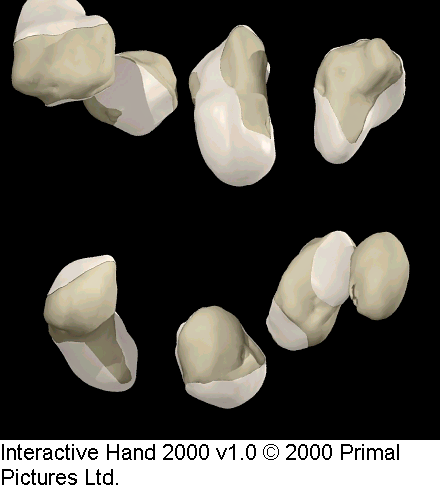 Interactive Hand 2000 v1.0 © 2000 Primal
Pictures Ltd.